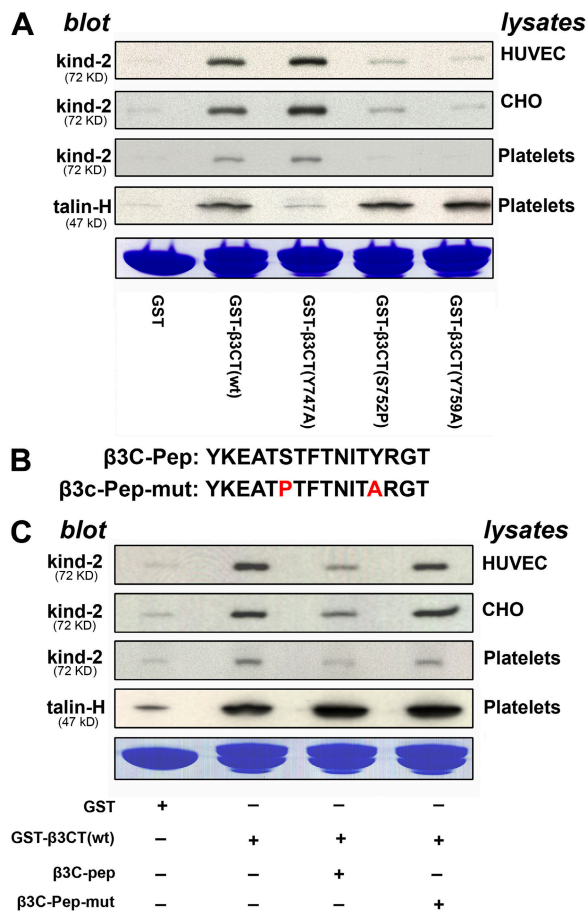 A blot lysates
kind-2 HUVEC
(72 KD)
kind-2 CHO
(72 KD)
kind-2 Platelets
(72 KD)
talin-H Platelets
(47 kD)
GST
GST-β3CT(wt)
GST-β3CT(Y747A)
GST-β3CT(S752P)
GST-β3CT(Y759A)
B β3C-Pep: YKEATSTFTNITYRGT
β3c-Pep-mut: YKEATPTFTNITARGT
C blot lysates
kind-2 HUVEC
(72 KD)
kind-2 CHO
(72 KD)
kind-2 Platelets
(72 KD)
talin-H Platelets
(47 kD)
GST + – – –
GST-β3CT(wt) – + + +
β3C-pep – – + –
β3C-Pep-mut – – – +